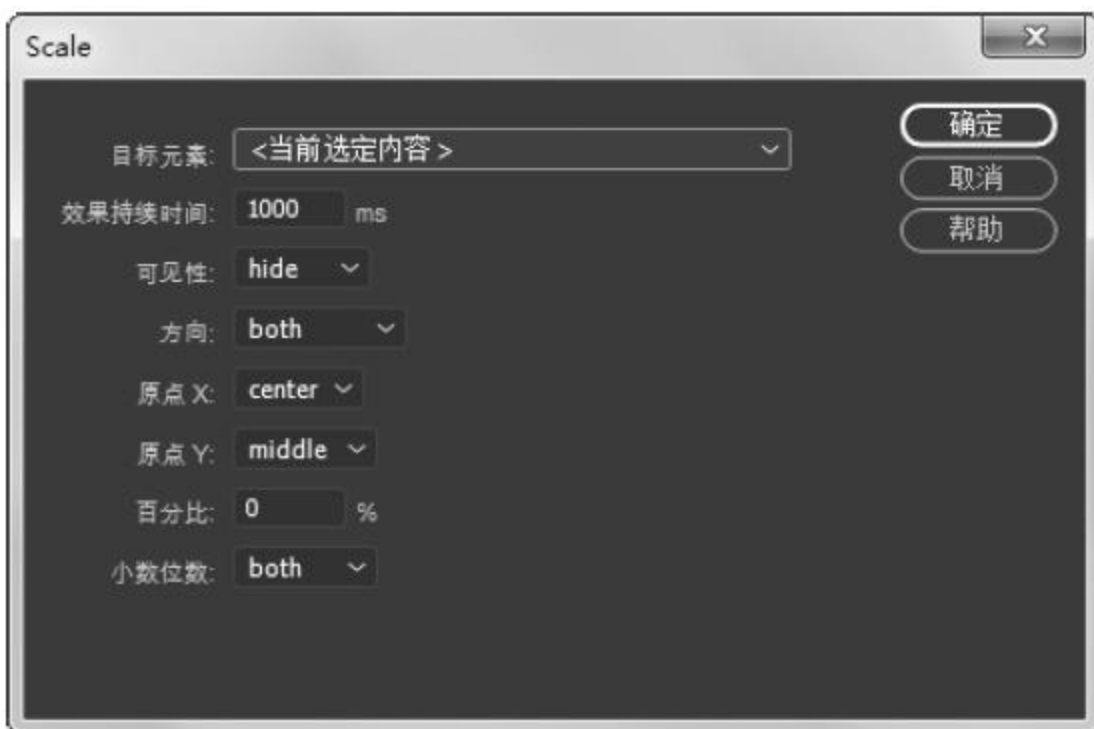 Scale
目标元素: <当前选定内容>
效果持续时间: 1000 ms
可见性: hide
方向: both
原点 X: center
原点 Y: middle
百分比: 0 %
小数位数: both
确定
取消
帮助